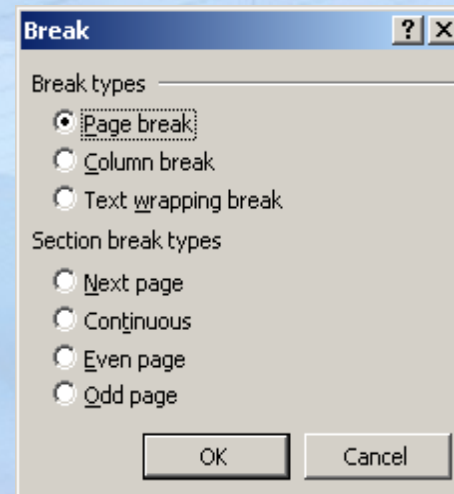 Break
Break types
Page break
Column break
Text wrapping break
Section break types
Next page
Continuous
Even page
Odd page
OK Cancel